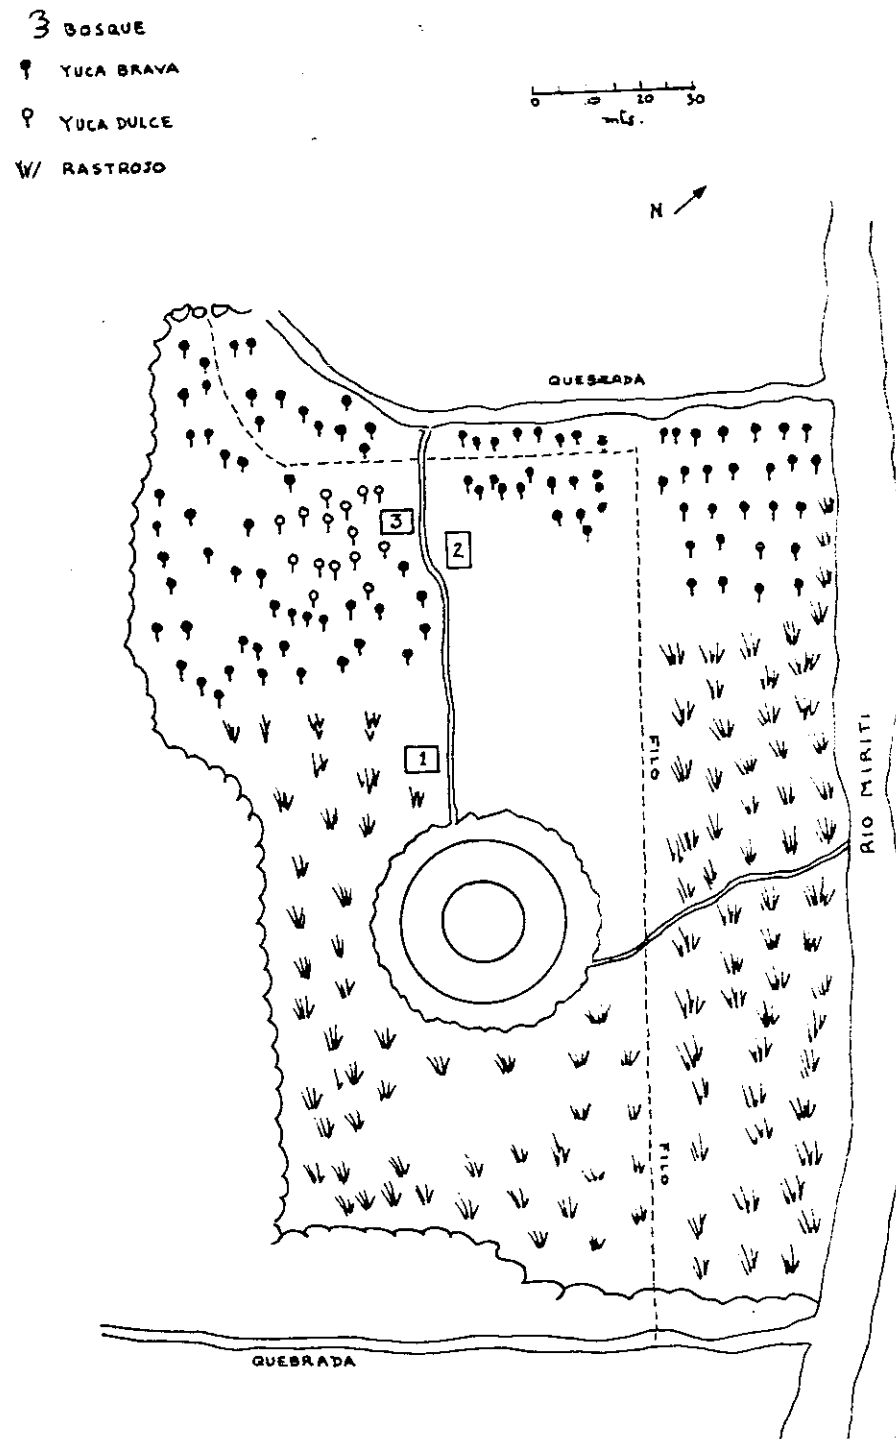 BOSQUE
YUCA BRAVA
YUCA DULCE
RASTROJO
0 10 20 30
mts.
N
QUEBRADA
3
2
FILO
1
RIO MIRITI
FILO
QUEBRADA